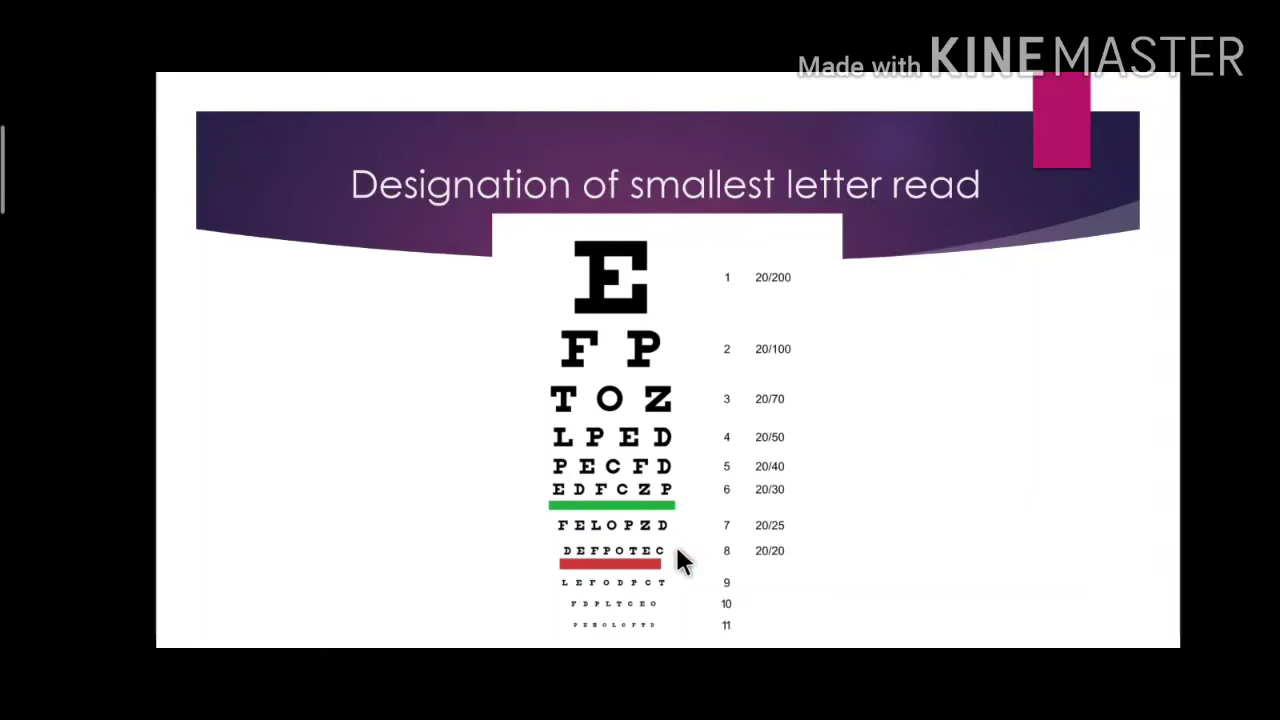 Made with KINEMASTER
Designation of smallest letter read
E 1 20/200
F P 2 20/100
T O Z 3 20/70
L P E D 4 20/50
P E C F D 5 20/40
E D F C Z P 6 20/30
F E L O P Z D 7 20/25
D E F P O T E C 8 20/20
L E F O D P C T 9
F D P L T C E O 10
P E Z O L C F T D 11